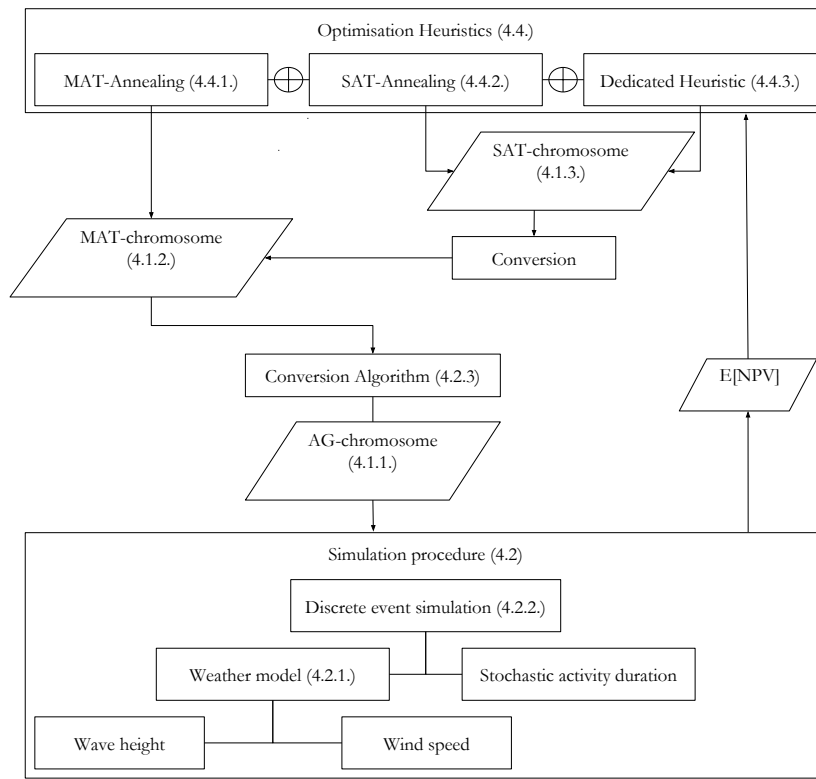 Optimisation Heuristics (4.4.)
MAT-Annealing (4.4.1.)
SAT-Annealing (4.4.2.)
Dedicated Heuristic (4.4.3.)
SAT-chromosome
(4.1.3.)
MAT-chromosome
(4.1.2.)
Conversion
Conversion Algorithm (4.2.3)
E[NPV]
AG-chromosome
(4.1.1.)
Simulation procedure (4.2)
Discrete event simulation (4.2.2.)
Weather model (4.2.1.)
Stochastic activity duration
Wave height
Wind speed